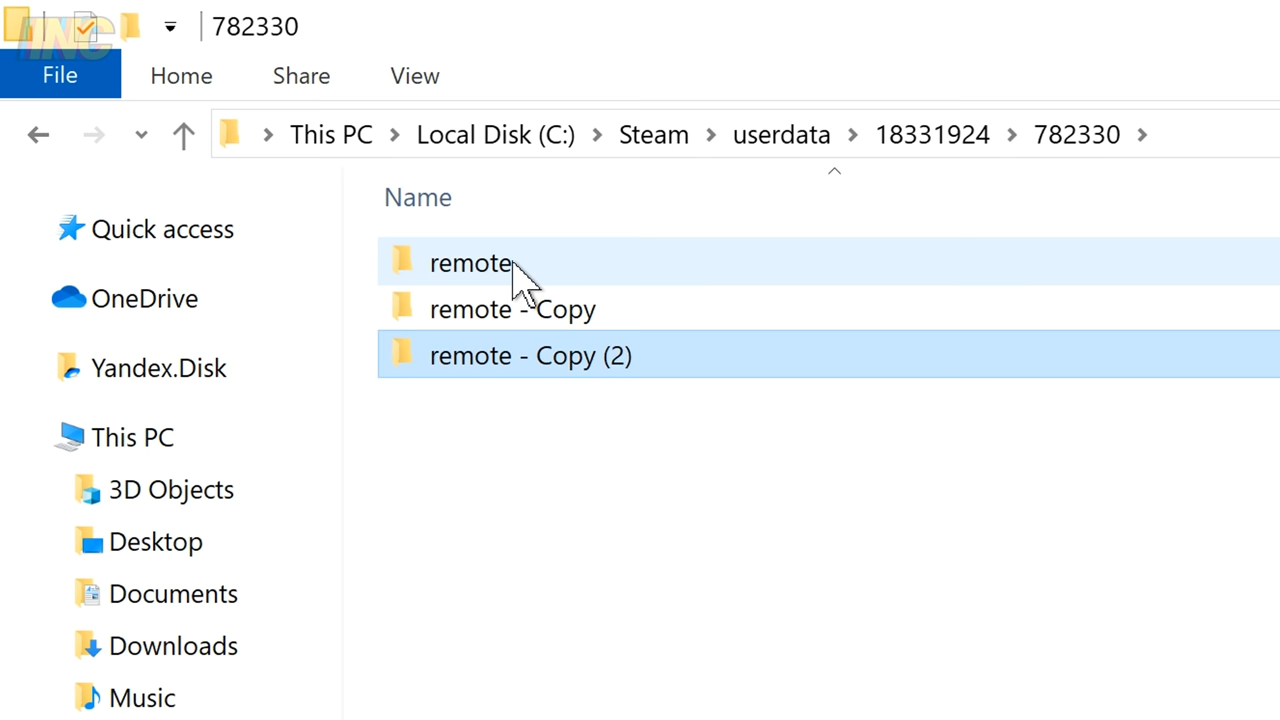 782330
File Home Share View
This PC Local Disk (C:) Steam userdata 18331924 782330
Name
Quick access
remote
OneDrive
remote - Copy
Yandex.Disk
remote - Copy (2)
This PC
3D Objects
Desktop
Documents
Downloads
Music